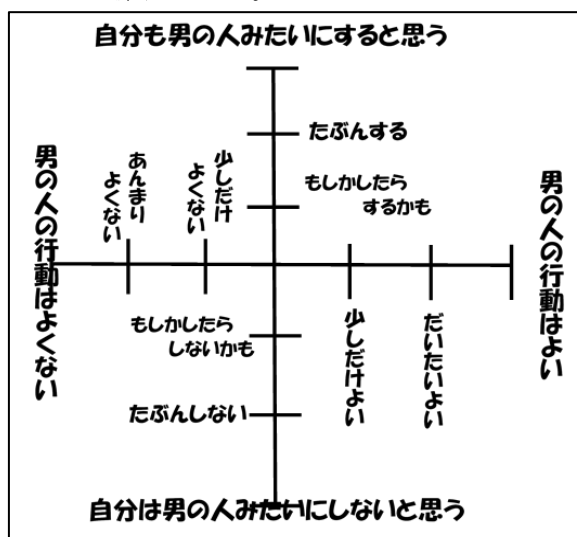 自分も男の人みたいにすると思う
たぶんする
もしかしたら
するかも
男の人の行動はよくない
あんまり
よくない
少しだけ
よくない
男の人の行動はよい
もしかしたら
しないかも
たぶんしない
少しだけよい
だいたいよい
自分は男の人みたいにしないと思う